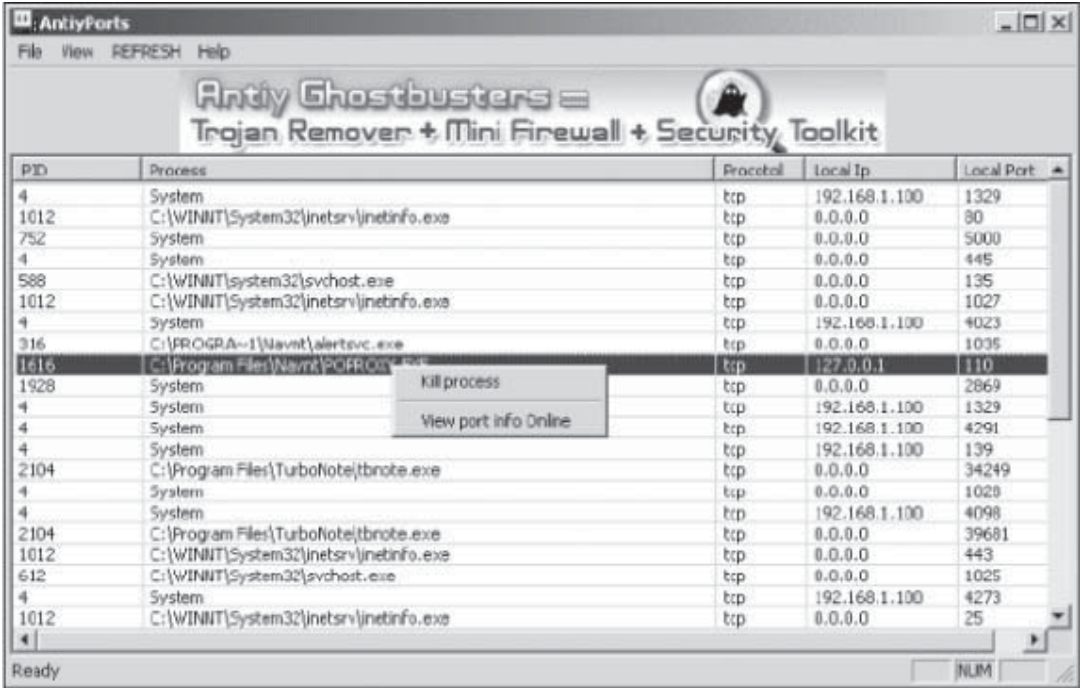 AntiyPorts
File View REFRESH Help
Antiy Ghostbusters =
Trojan Remover + Mini Firewall + Security Toolkit
PID Process Procotol Local Ip Local Port
4 System tcp 192.168.1.100 1329
1012 C:\WINNT\System32\inetsrv\inetinfo.exe tcp 0.0.0.0 80
752 System tcp 0.0.0.0 5000
4 System tcp 0.0.0.0 445
588 C:\WINNT\system32\svchost.exe tcp 0.0.0.0 135
1012 C:\WINNT\System32\inetsrv\inetinfo.exe tcp 0.0.0.0 1027
4 System tcp 192.168.1.100 4023
316 C:\PROGRA~1\Navnt\alertsvc.exe tcp 0.0.0.0 1035
1616 C:\Program Files\Navnt\POPROXY.EXE tcp 127.0.0.1 110
Kill process
1928 System tcp 0.0.0.0 2869
4 System tcp 192.168.1.100 1329
View port info Online
4 System tcp 192.168.1.100 4291
4 System tcp 192.168.1.100 139
2104 C:\Program Files\TurboNote\tbnote.exe tcp 0.0.0.0 34249
4 System tcp 0.0.0.0 1028
4 System tcp 192.168.1.100 4098
2104 C:\Program Files\TurboNote\tbnote.exe tcp 0.0.0.0 39681
1012 C:\WINNT\System32\inetsrv\inetinfo.exe tcp 0.0.0.0 443
612 C:\WINNT\System32\svchost.exe tcp 0.0.0.0 1025
4 System tcp 192.168.1.100 4273
1012 C:\WINNT\System32\inetsrv\inetinfo.exe tcp 0.0.0.0 25
Ready NUM